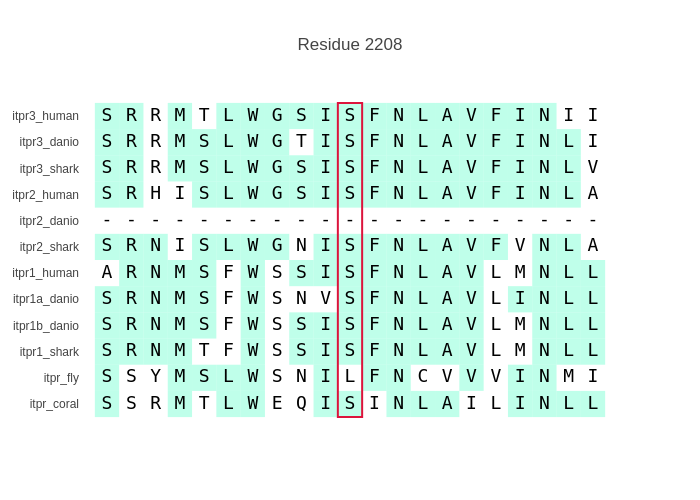 Residue 2208
itpr3_human S R R M T L W G S I S F N L A V F I N I I
itpr3_danio S R R M S L W G T I S F N L A V F I N L I
itpr3_shark S R R M S L W G S I S F N L A V F I N L V
itpr2_human S R H I S L W G S I S F N L A V F I N L A
itpr2_danio - - - - - - - - - - - - - - - - - - - - -
itpr2_shark S R N I S L W G N I S F N L A V F V N L A
itpr1_human A R N M S F W S S I S F N L A V L M N L L
itpr1a_danio S R N M S F W S N V S F N L A V L I N L L
itpr1b_danio S R N M S F W S S I S F N L A V L M N L L
itpr1_shark S R N M T F W S S I S F N L A V L M N L L
itpr_fly S S Y M S L W S N I L F N C V V V I N M I
itpr_coral S S R M T L W E Q I S I N L A I L I N L L